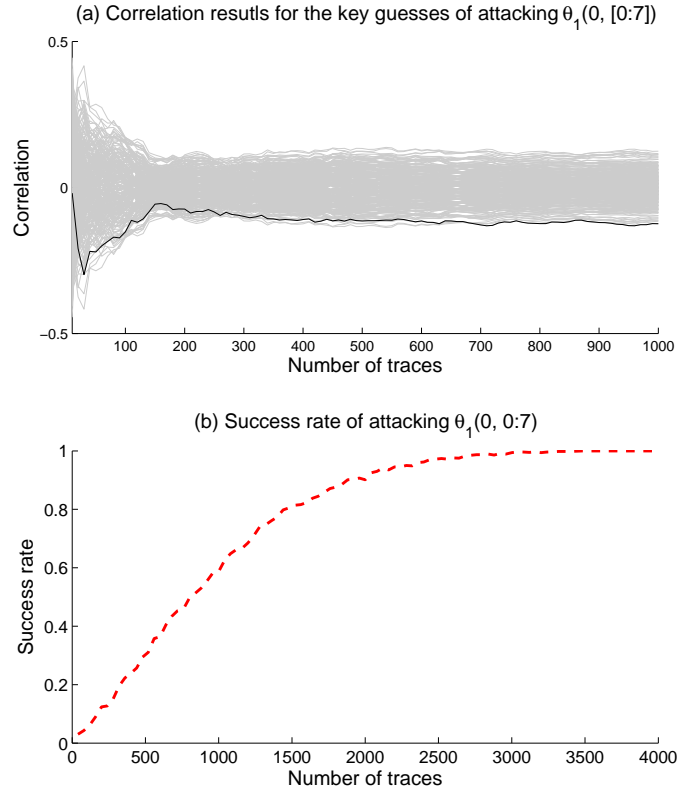 (a) Correlation resutls for the key guesses of attacking θ₁(0, [0:7])
0.5
0
−0.5
Correlation
100 200 300 400 500 600 700 800 900 1000
Number of traces
(b) Success rate of attacking θ₁(0, 0:7)
1
0.8
0.6
0.4
0.2
0
Success rate
0 500 1000 1500 2000 2500 3000 3500 4000
Number of traces